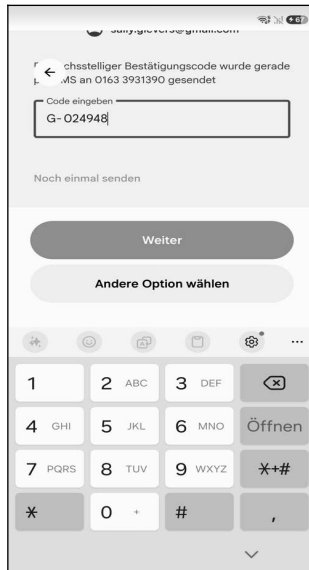 67
sally.gievers@gmail.com
chsstelliger Bestätigungscode wurde gerade
MS an 0163 3931390 gesendet
Code eingeben
G- 024948
Noch einmal senden
Weiter
Andere Option wählen
1
2 ABC
3 DEF
4 GHI
5 JKL
6 MNO
Öffnen
7 PQRS
8 TUV
9 WXYZ
*+#
*
0 +
#
,